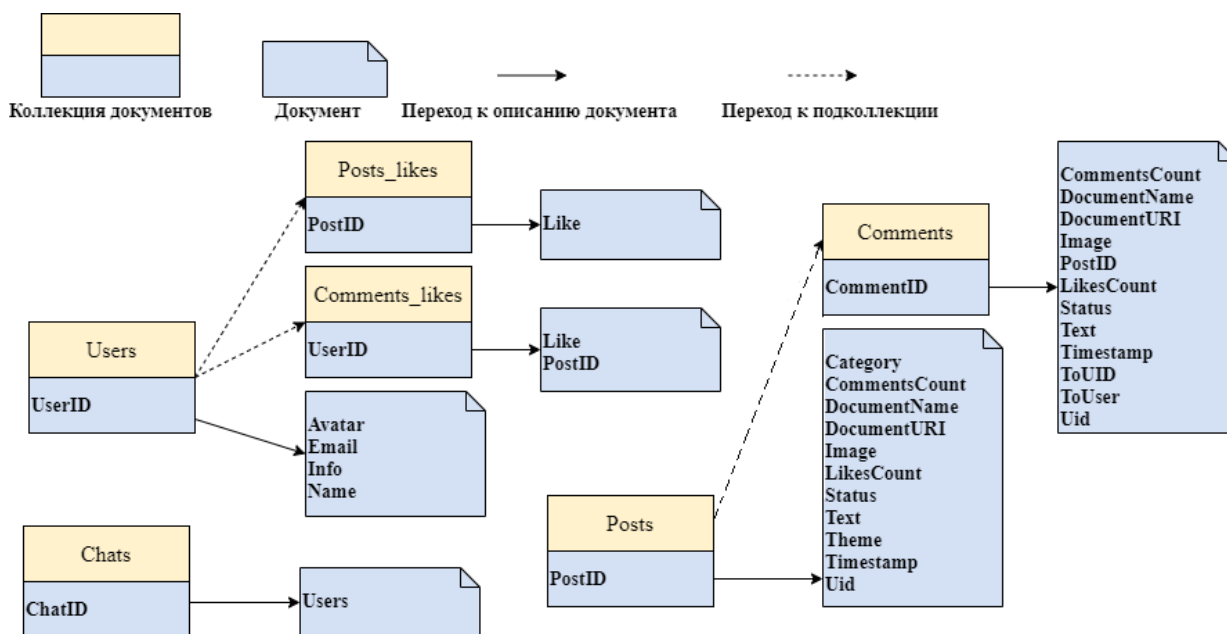 Коллекция документов
Документ
Переход к описанию документа
Переход к подколлекции
Posts_likes
PostID
Like
Comments_likes
UserID
Like
PostID
Users
UserID
Avatar
Email
Info
Name
Chats
ChatID
Users
Posts
PostID
Comments
CommentID
Category
CommentsCount
DocumentName
DocumentURI
Image
LikesCount
Status
Text
Theme
Timestamp
Uid
CommentsCount
DocumentName
DocumentURI
Image
PostID
LikesCount
Status
Text
Timestamp
ToUID
ToUser
Uid